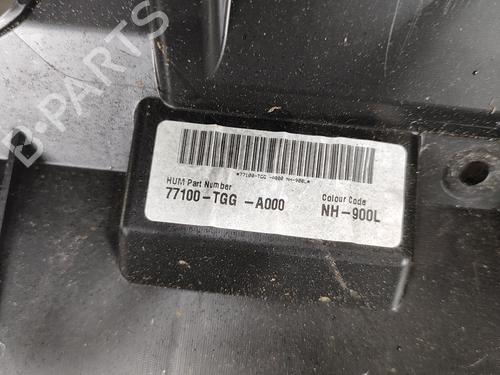 B-PARTS
*77100-TGG -A000 NH-900L*
HUM Part Number Colour Code
77100-TGG -A000 NH-900L